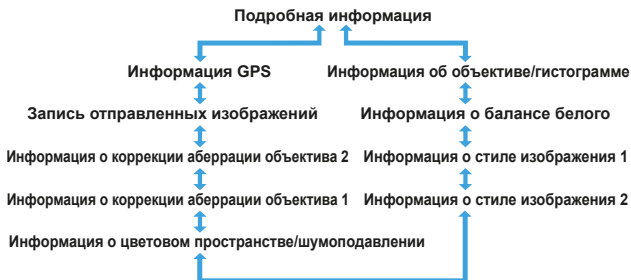 Подробная информация
Информация GPS
Информация об объективе/гистограмме
Запись отправленных изображений
Информация о балансе белого
Информация о коррекции аберрации объектива 2
Информация о стиле изображения 1
Информация о коррекции аберрации объектива 1
Информация о стиле изображения 2
Информация о цветовом пространстве/шумоподавлении